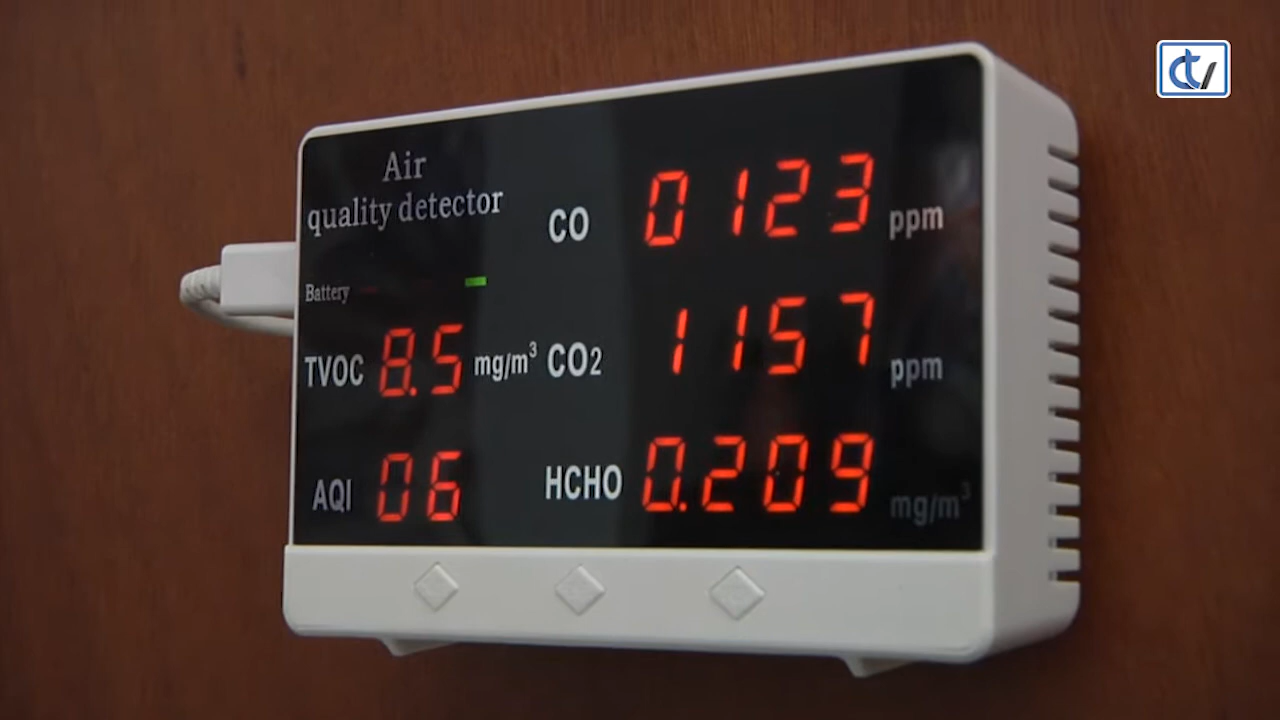 Air
quality detector
Battery
TVOC 8.5 mg/m³
AQI 06
CO 0123 ppm
CO2 1157 ppm
HCHO 0.209 mg/m³
ctv